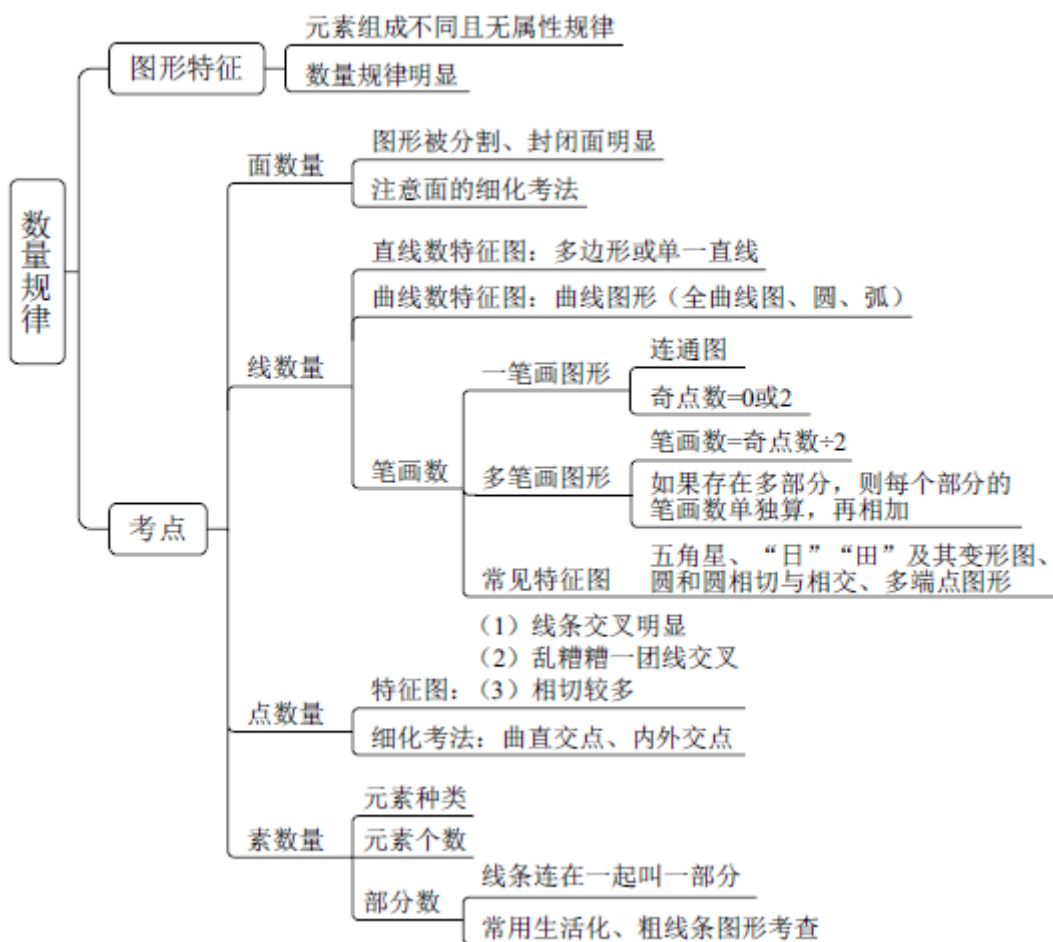 数量规律
图形特征
元素组成不同且无属性规律
数量规律明显
考点
面数量
图形被分割、封闭面明显
注意面的细化考法
线数量
直线数特征图：多边形或单一直线
曲线数特征图：曲线图形（全曲线图、圆、弧）
笔画数
一笔画图形
连通图
奇点数=0或2
多笔画图形
笔画数=奇点数÷2
如果存在多部分，则每个部分的
笔画数单独算，再相加
常见特征图
五角星、“日”“田”及其变形图、
圆和圆相切与相交、多端点图形
点数量
（1）线条交叉明显
（2）乱糟糟一团线交叉
特征图：（3）相切较多
细化考法：曲直交点、内外交点
素数量
元素种类
元素个数
部分数
线条连在一起叫一部分
常用生活化、粗线条图形考查